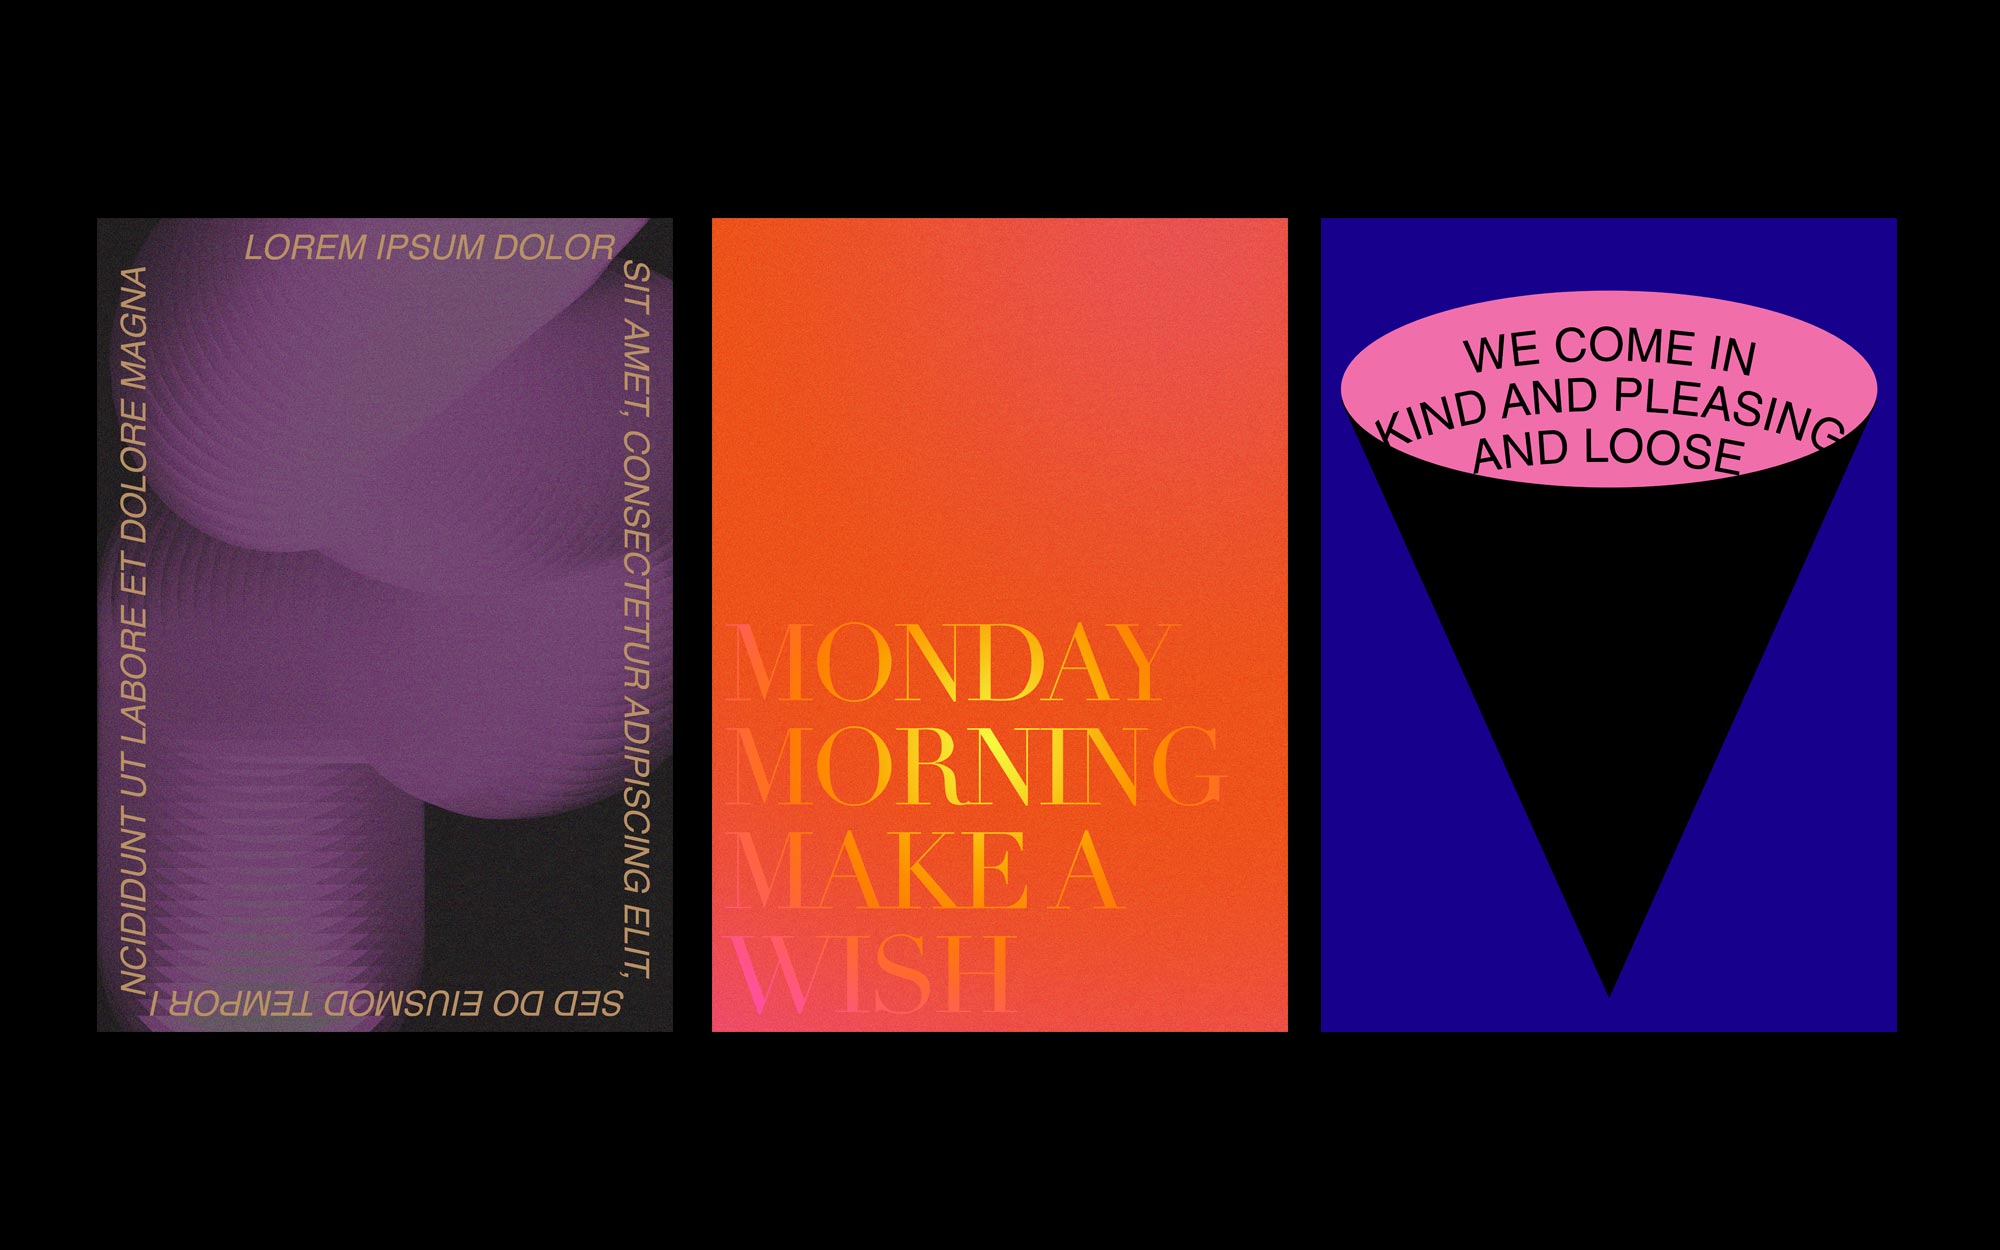 LOREM IPSUM DOLOR
SIT AMET, CONSECTETUR ADIPISCING ELIT,
SED DO EIUSMOD TEMPOR I
NCIDIDUNT UT LABORE ET DOLORE MAGNA
MONDAY
MORNING
MAKE A
WISH
WE COME IN
KIND AND PLEASING
AND LOOSE